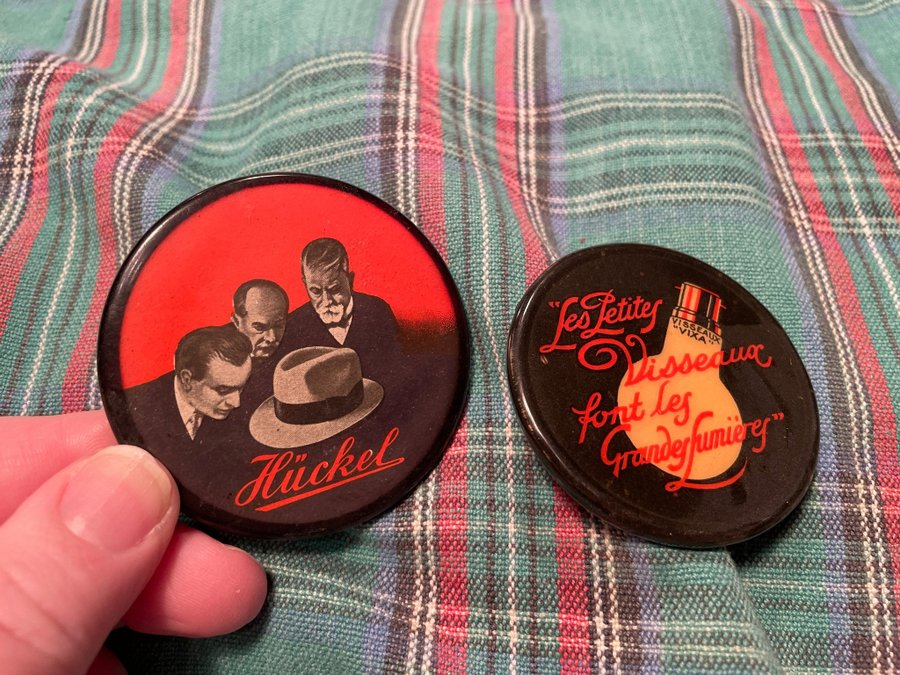 Hückel
"Les Petites
VISSEAUX
"VIXA"
Visseaux
font les
Grandes Lumières"